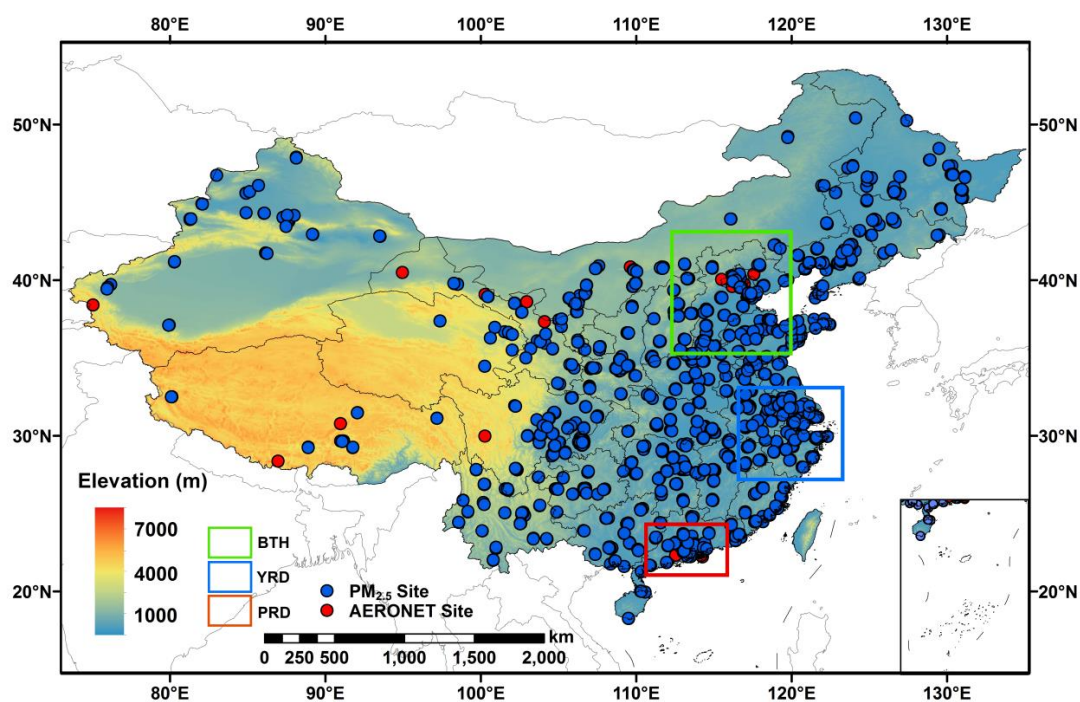 80°E 90°E 100°E 110°E 120°E 130°E
50°N 50°N
40°N 40°N
30°N 30°N
20°N 20°N
Elevation (m)
7000
4000
1000
BTH
YRD
PRD
PM2.5 Site
AERONET Site
km
0 250 500 1,000 1,500 2,000
80°E 90°E 100°E 110°E 120°E 130°E